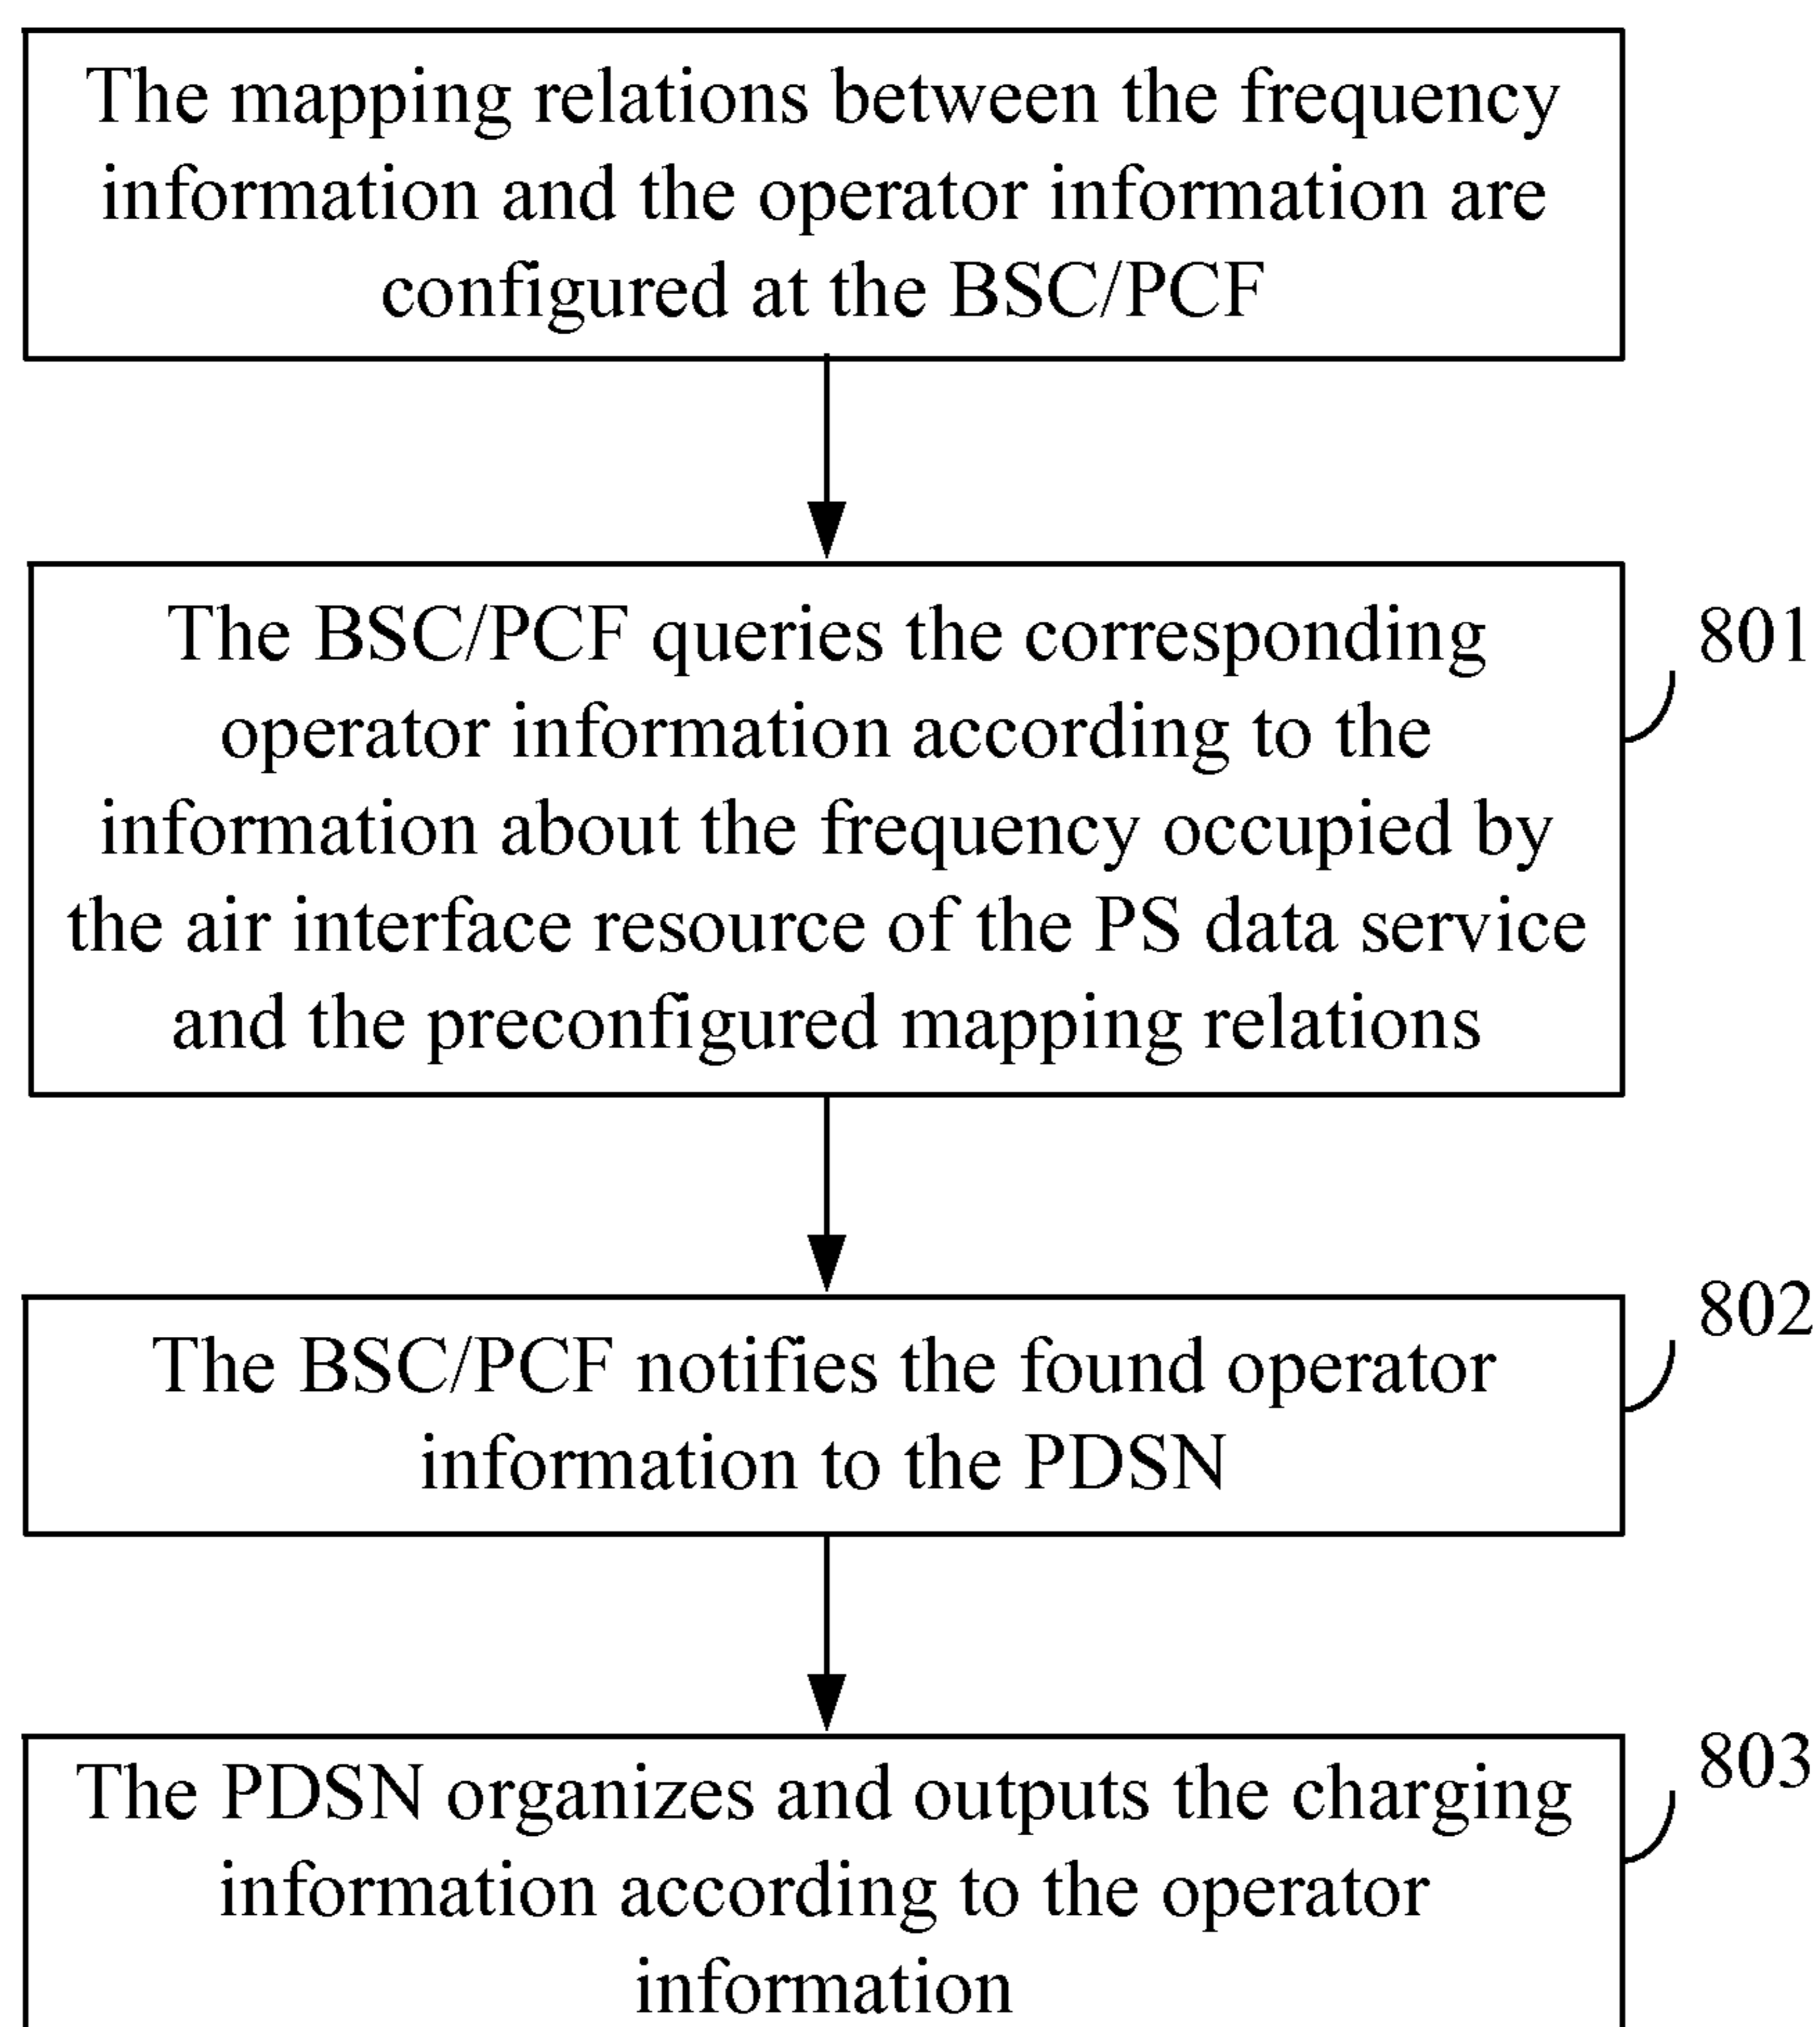 The mapping relations between the frequency
information and the operator information are
configured at the BSC/PCF
The BSC/PCF queries the corresponding
operator information according to the
information about the frequency occupied by
the air interface resource of the PS data service
and the preconfigured mapping relations
801
The BSC/PCF notifies the found operator
information to the PDSN
802
The PDSN organizes and outputs the charging
information according to the operator
information
803